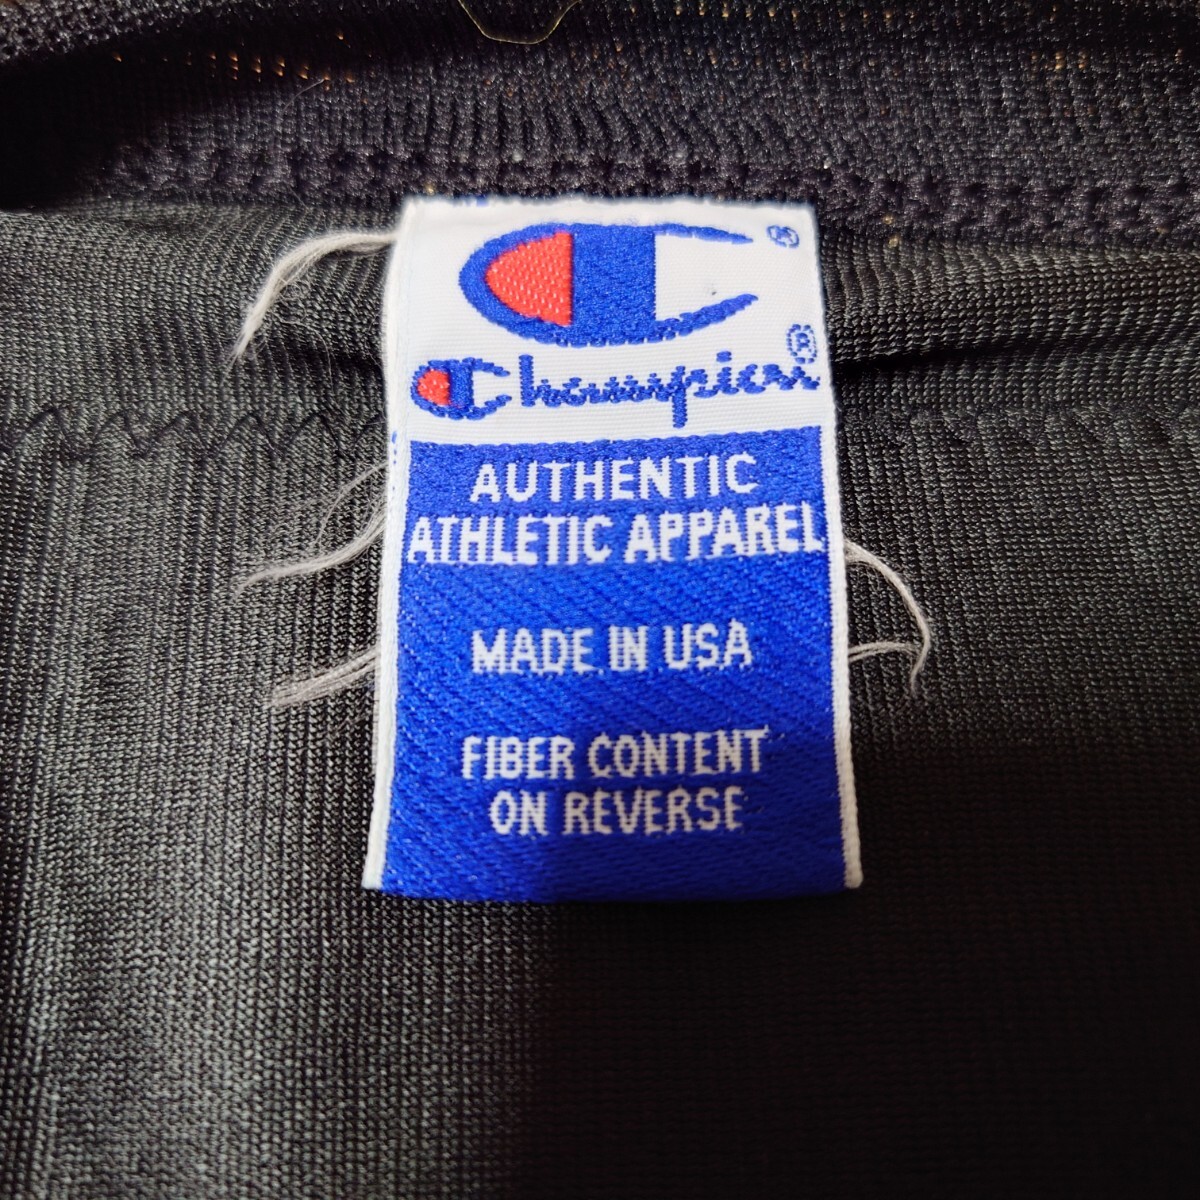 ®
Champion®
AUTHENTIC
ATHLETIC APPAREL
MADE IN USA
FIBER CONTENT
ON REVERSE